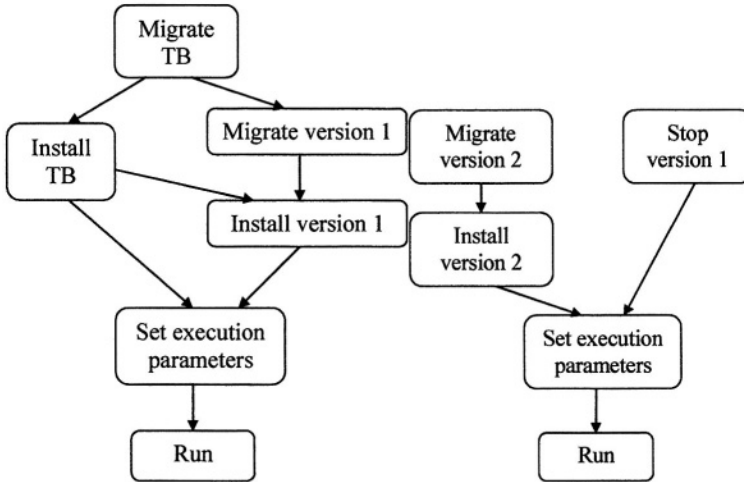 Migrate
TB
Migrate version 1
Migrate
version 2
Stop
version 1
Install
TB
Install version 1
Install
version 2
Set execution
parameters
Set execution
parameters
Run
Run